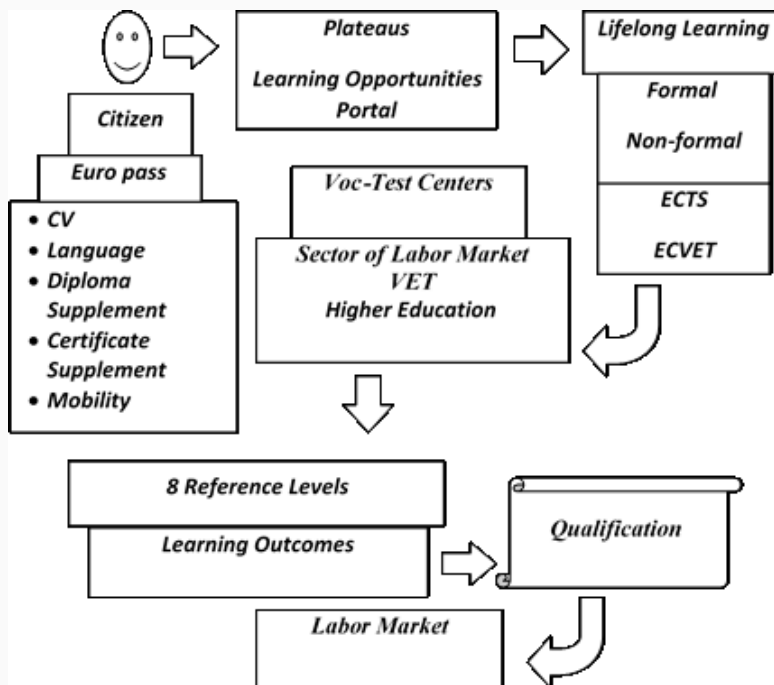 Citizen
Euro pass
• CV
• Language
• Diploma
Supplement
• Certificate
Supplement
• Mobility
Plateaus
Learning Opportunities
Portal
Lifelong Learning
Formal
Non-formal
ECTS
ECVET
Voc-Test Centers
Sector of Labor Market
VET
Higher Education
8 Reference Levels
Learning Outcomes
Qualification
Labor Market